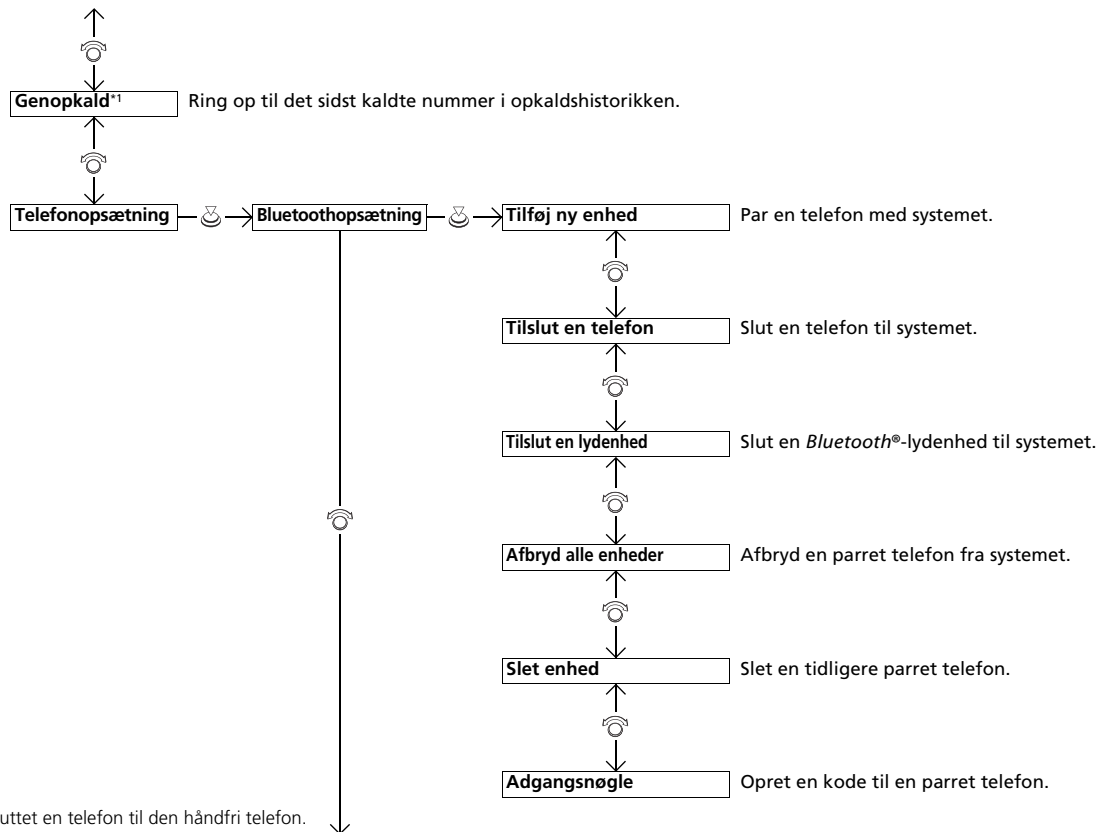 Genopkald*1 Ring op til det sidst kaldte nummer i opkaldshistorikken.
Telefonopsætning Bluetoothopsætning Tilføj ny enhed Par en telefon med systemet.
Tilslut en telefon Slut en telefon til systemet.
Tilslut en lydenhed Slut en Bluetooth®-lydenhed til systemet.
Afbryd alle enheder Afbryd en parret telefon fra systemet.
Slet enhed Slet en tidligere parret telefon.
Adgangsnøgle Opret en kode til en parret telefon.
uttet en telefon til den håndfri telefon.